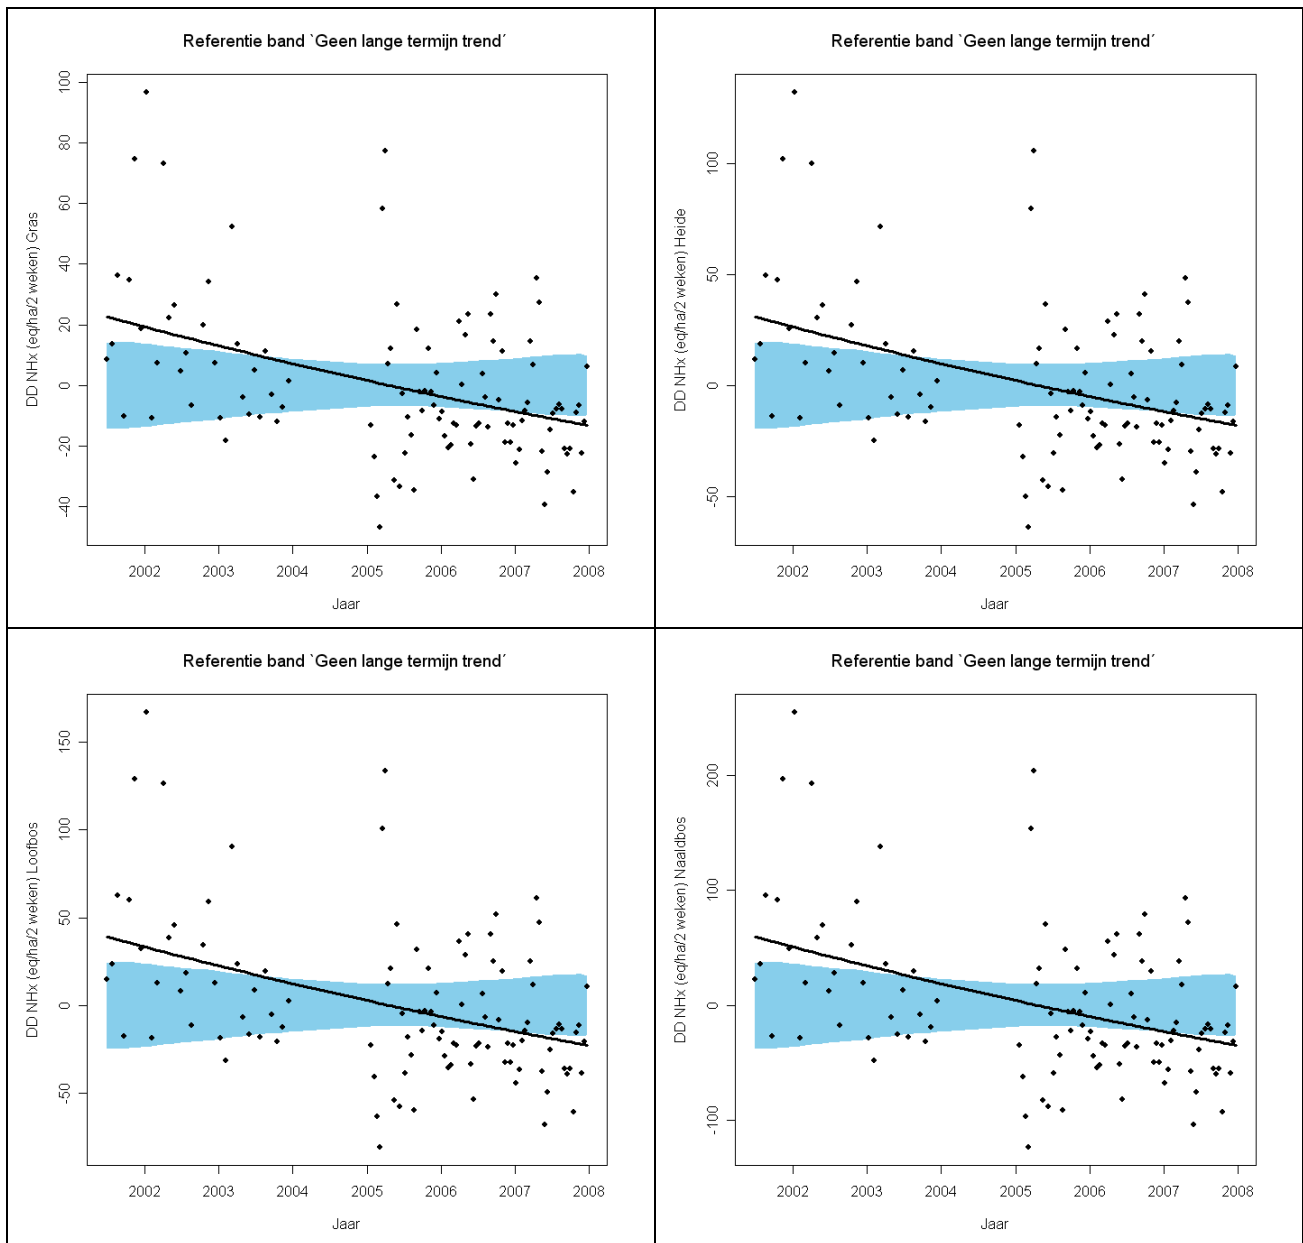 Referentie band `Geen lange termijn trend´
DD NHx (eq/ha/2 weken) Gras
100
80
60
40
20
0
-20
-40
2002 2003 2004 2005 2006 2007 2008
Jaar
Referentie band `Geen lange termijn trend´
DD NHx (eq/ha/2 weken) Heide
100
50
0
-50
2002 2003 2004 2005 2006 2007 2008
Jaar
Referentie band `Geen lange termijn trend´
DD NHx (eq/ha/2 weken) Loofbos
150
100
50
0
-50
2002 2003 2004 2005 2006 2007 2008
Jaar
Referentie band `Geen lange termijn trend´
DD NHx (eq/ha/2 weken) Naaldbos
200
100
0
-100
2002 2003 2004 2005 2006 2007 2008
Jaar